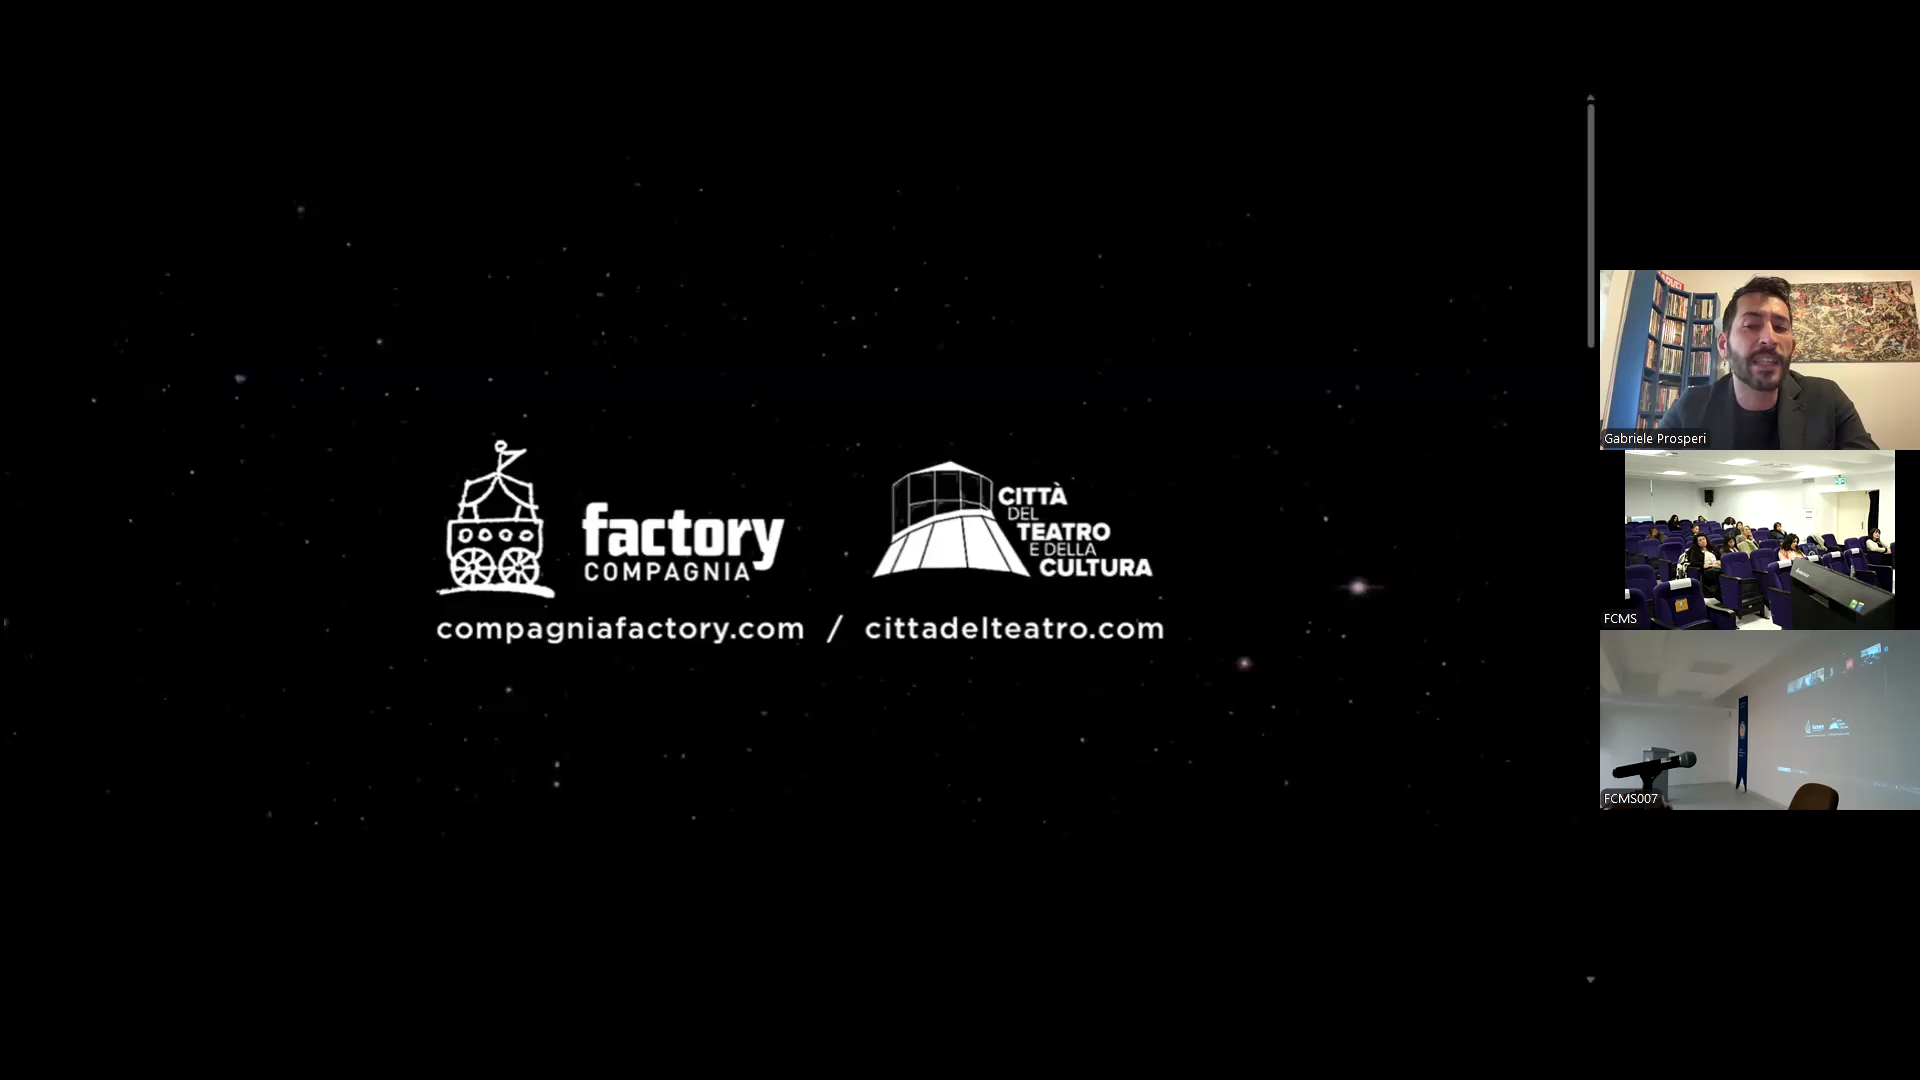 factory
COMPAGNIA
CITTÀ
DEL
TEATRO
E DELLA
CULTURA
compagniafactory.com / cittadelteatro.com
Gabriele Prosperi
FCMS
FCMS007